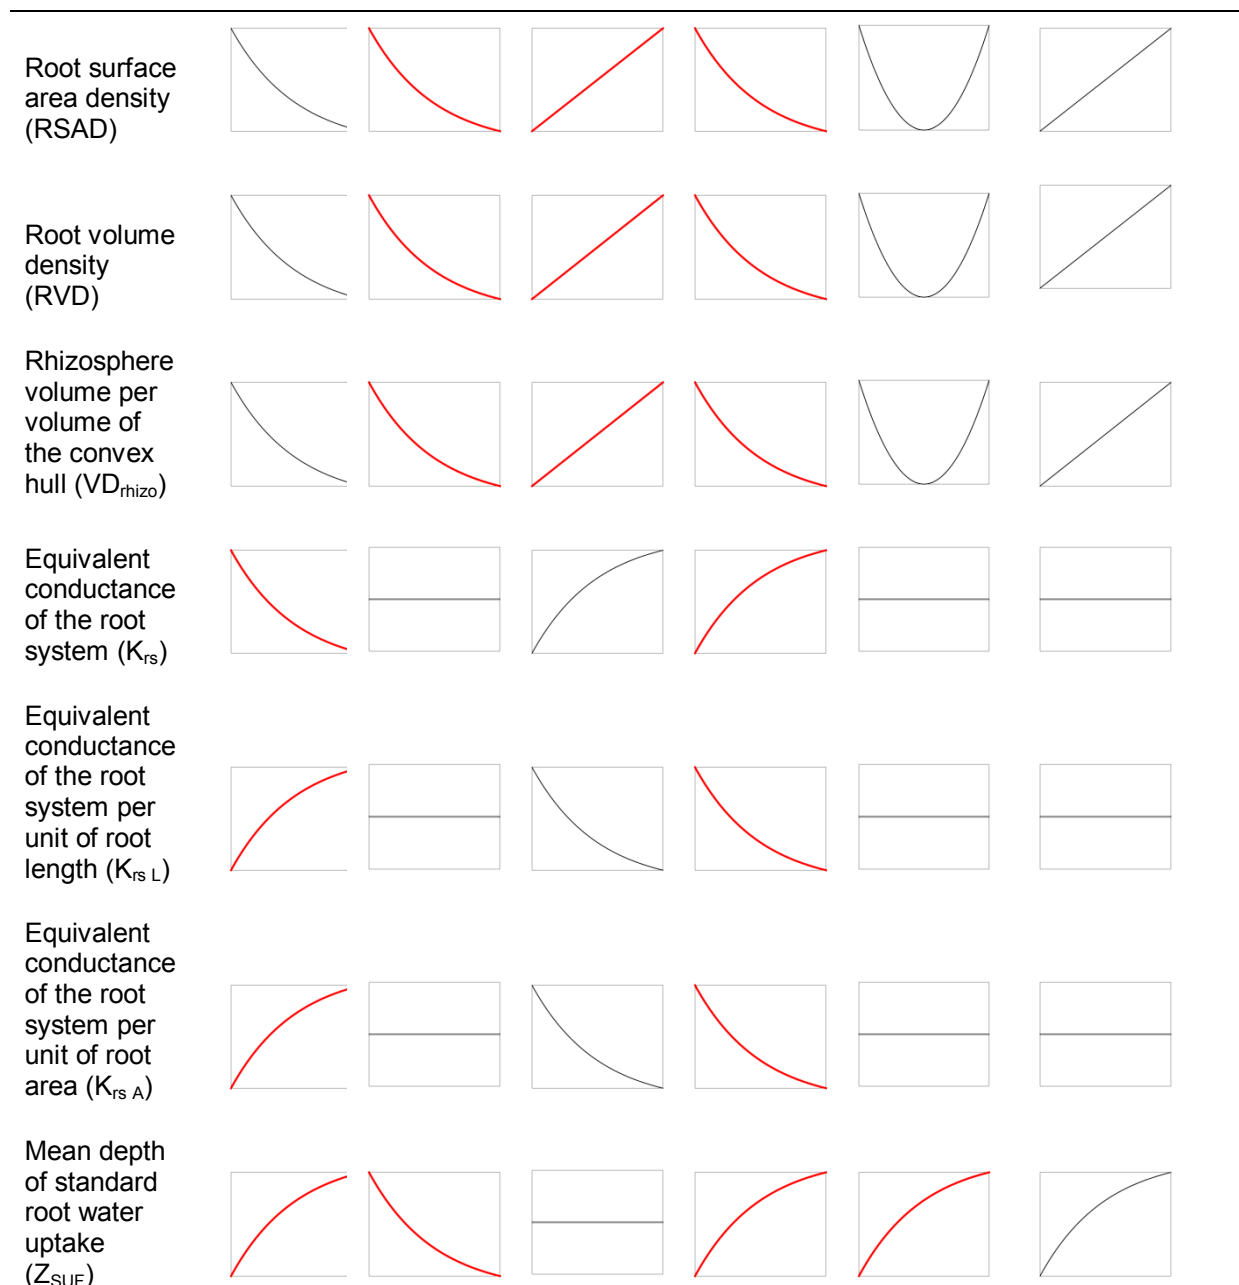 Root surface
area density
(RSAD)
Root volume
density
(RVD)
Rhizosphere
volume per
volume of
the convex
hull (VDrhizo)
Equivalent
conductance
of the root
system (Krs)
Equivalent
conductance
of the root
system per
unit of root
length (Krs L)
Equivalent
conductance
of the root
system per
unit of root
area (Krs A)
Mean depth
of standard
root water
uptake
(ZSUF)